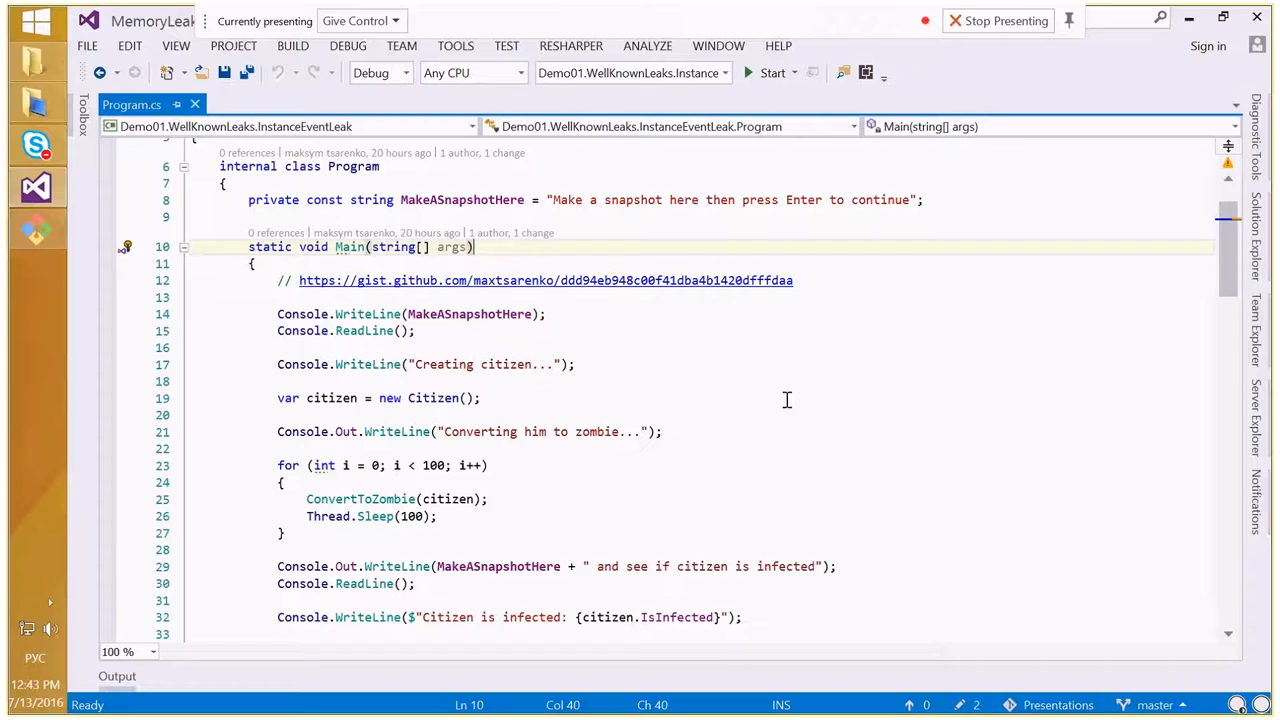 MemoryLeak
Currently presenting
Give Control
Stop Presenting
FILE EDIT VIEW PROJECT BUILD DEBUG TEAM TOOLS TEST RESHARPER ANALYZE WINDOW HELP
Sign in
Debug Any CPU Demo01.WellKnownLeaks.Instance Start
Program.cs
Toolbox
Demo01.WellKnownLeaks.InstanceEventLeak Demo01.WellKnownLeaks.InstanceEventLeak.Program Main(string[] args)
0 references | maksym tsarenko, 20 hours ago | 1 author, 1 change
6 internal class Program
7 {
8 private const string MakeASnapshotHere = "Make a snapshot here then press Enter to continue";
9
0 references | maksym tsarenko, 20 hours ago | 1 author, 1 change
10 static void Main(string[] args)
11 {
12 // https://gist.github.com/maxtsarenko/ddd94eb948c00f41dba4b1420dfffdaa
13
14 Console.WriteLine(MakeASnapshotHere);
15 Console.ReadLine();
16
17 Console.WriteLine("Creating citizen...");
18
19 var citizen = new Citizen();
20
21 Console.Out.WriteLine("Converting him to zombie...");
22
23 for (int i = 0; i < 100; i++)
24 {
25 ConvertToZombie(citizen);
26 Thread.Sleep(100);
27 }
28
29 Console.Out.WriteLine(MakeASnapshotHere + " and see if citizen is infected");
30 Console.ReadLine();
31
32 Console.WriteLine($"Citizen is infected: {citizen.IsInfected}");
33
100 %
Output
Diagnostic Tools
Solution Explorer
Team Explorer
Server Explorer
Notifications
РУС
12:43 PM
7/13/2016
Ready Ln 10 Col 40 Ch 40 INS 0 2 Presentations master